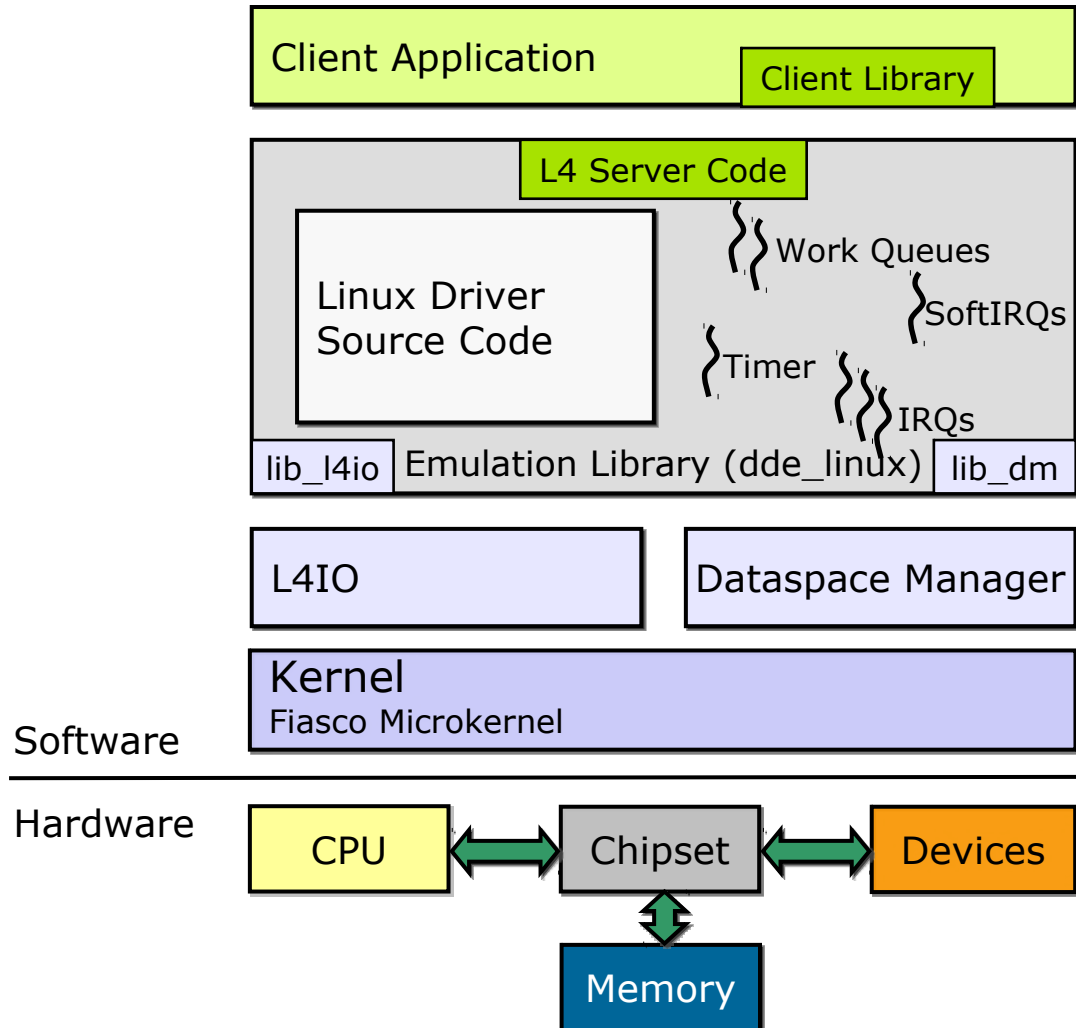 Client Application
Client Library
L4 Server Code
Work Queues
Linux Driver
Source Code
SoftIRQs
Timer
IRQs
lib_l4io
Emulation Library (dde_linux)
lib_dm
L4IO
Dataspace Manager
Kernel
Fiasco Microkernel
Software
Hardware
CPU
Chipset
Devices
Memory